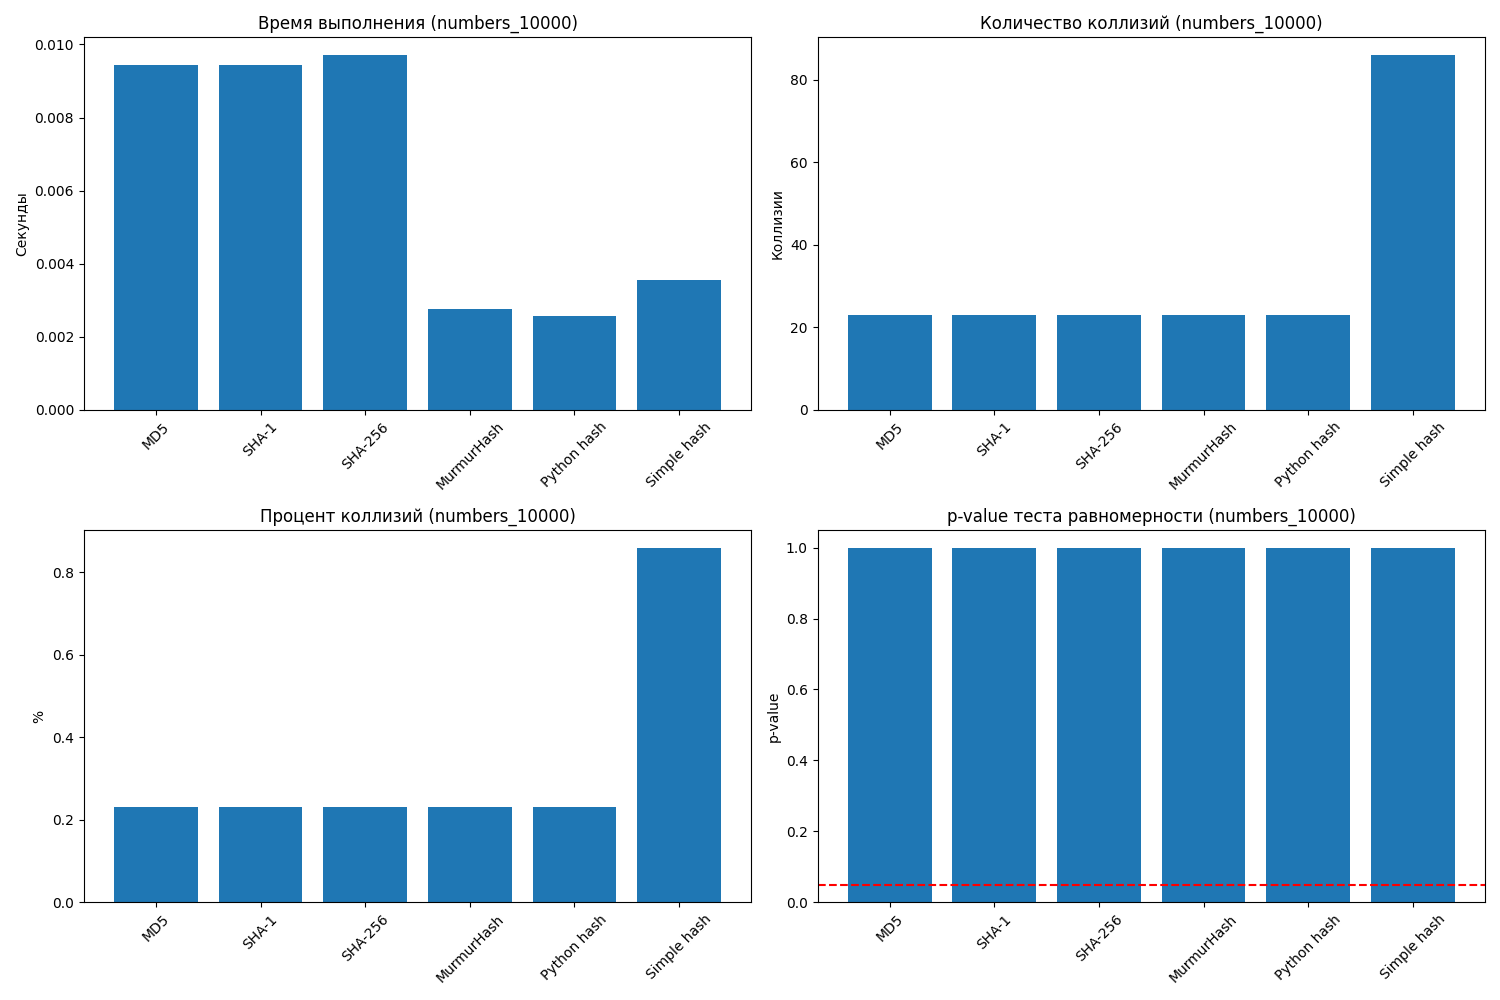 Время выполнения (numbers_10000)
Секунды
0.010
0.008
0.006
0.004
0.002
0.000
MD5
SHA-1
SHA-256
MurmurHash
Python hash
Simple hash
Количество коллизий (numbers_10000)
Коллизии
80
60
40
20
0
MD5
SHA-1
SHA-256
MurmurHash
Python hash
Simple hash
Процент коллизий (numbers_10000)
%
0.8
0.6
0.4
0.2
0.0
MD5
SHA-1
SHA-256
MurmurHash
Python hash
Simple hash
p-value теста равномерности (numbers_10000)
p-value
1.0
0.8
0.6
0.4
0.2
0.0
MD5
SHA-1
SHA-256
MurmurHash
Python hash
Simple hash